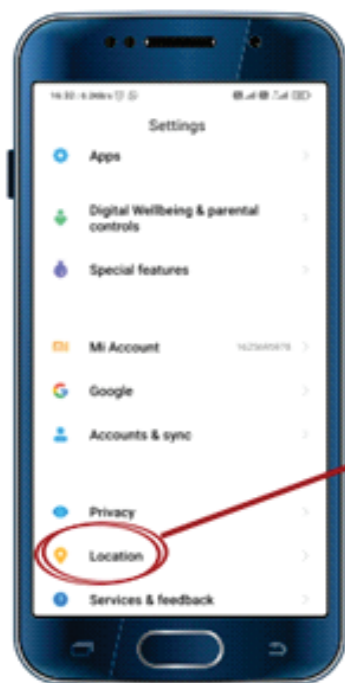 Settings
Apps
Digital Wellbeing & parental
controls
Special features
Mi Account
Google
Accounts & sync
Privacy
Location
Services & feedback